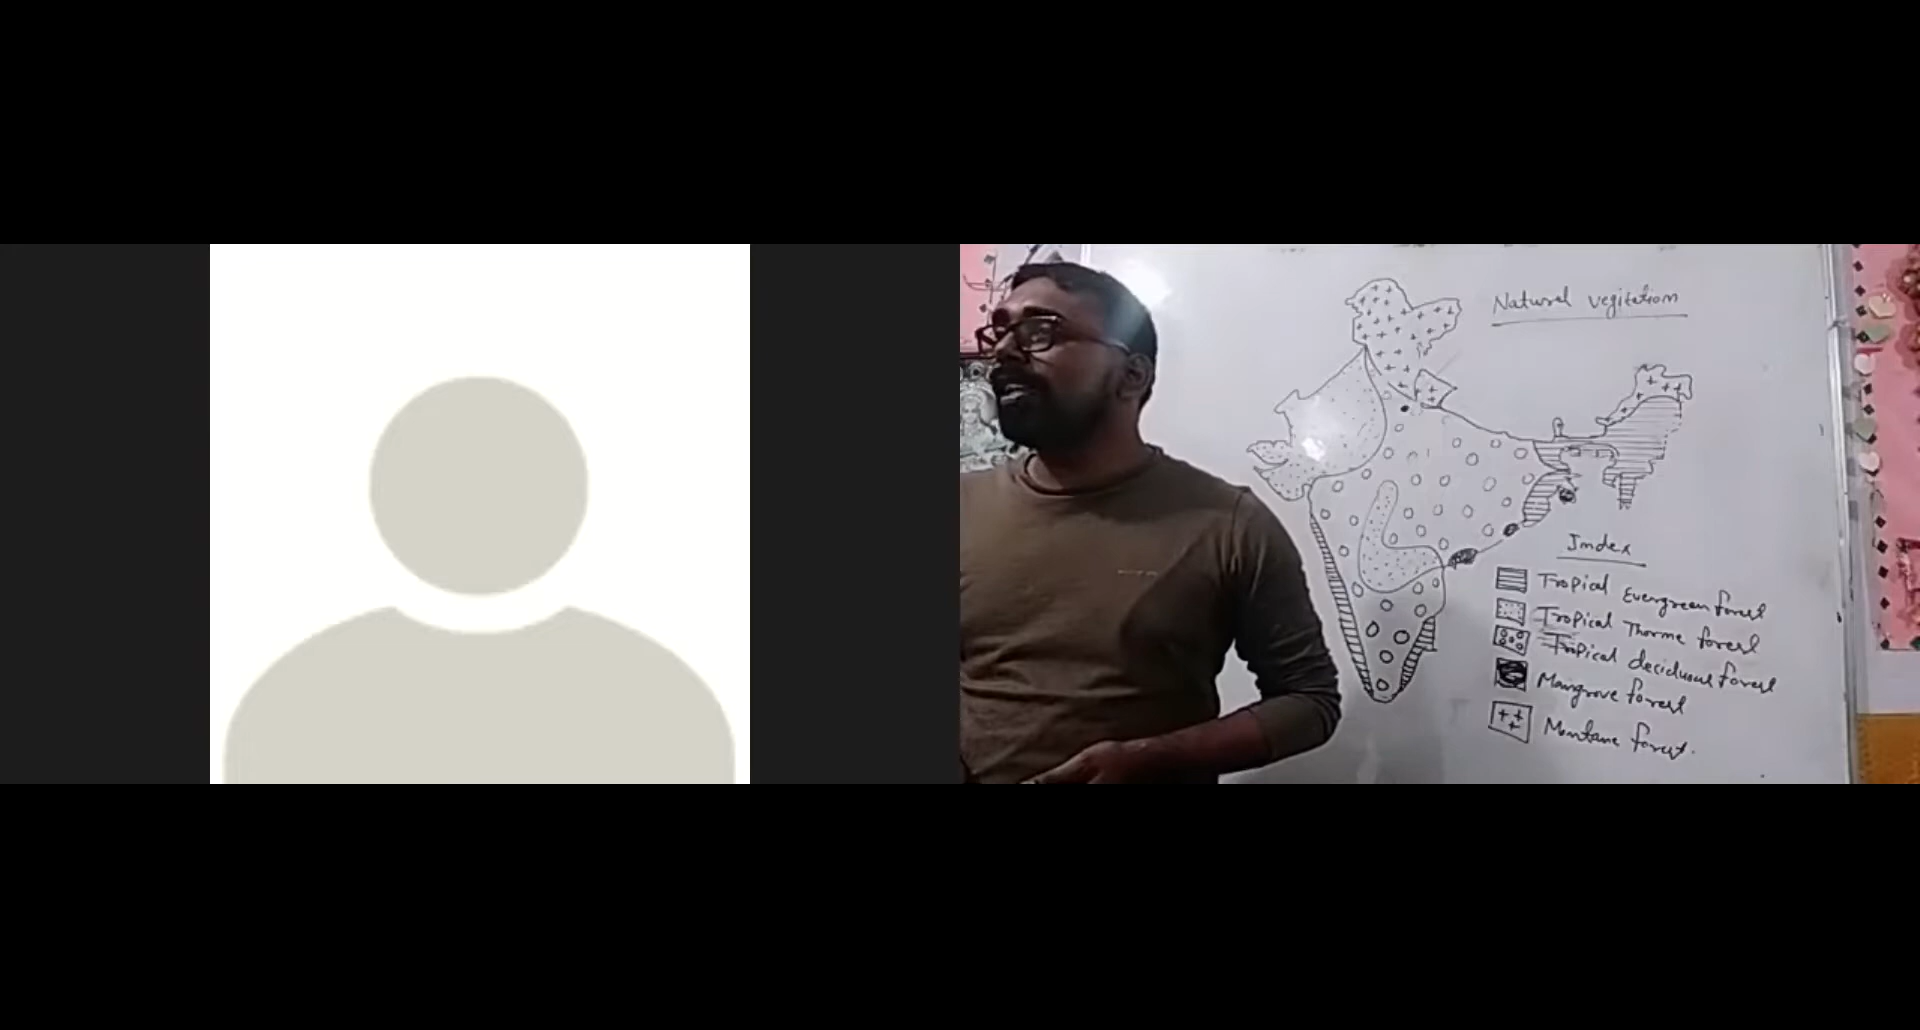 Natural vegitation
Index
Tropical Evergreen forest
Tropical Thorne forest
Tropical deciduous forest
Mangrove forest
Montane forest.